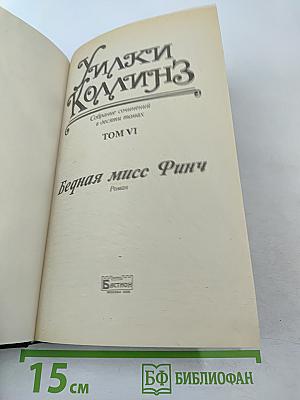 Уилки
Коллинз
Собрание сочинений
в десяти томах
ТОМ VI
Бедная мисс Финч
Роман
Бастион
15 см
БФ БИБЛИОФАН